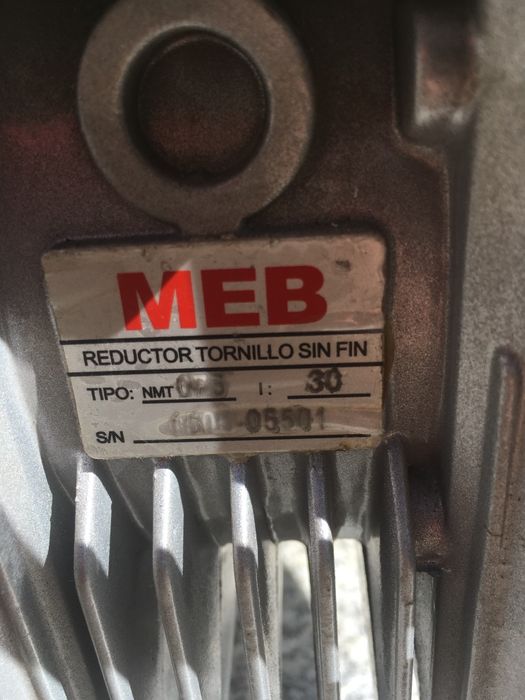 MEB
REDUCTOR TORNILLO SIN FIN
TIPO: NMT I: 30
S/N